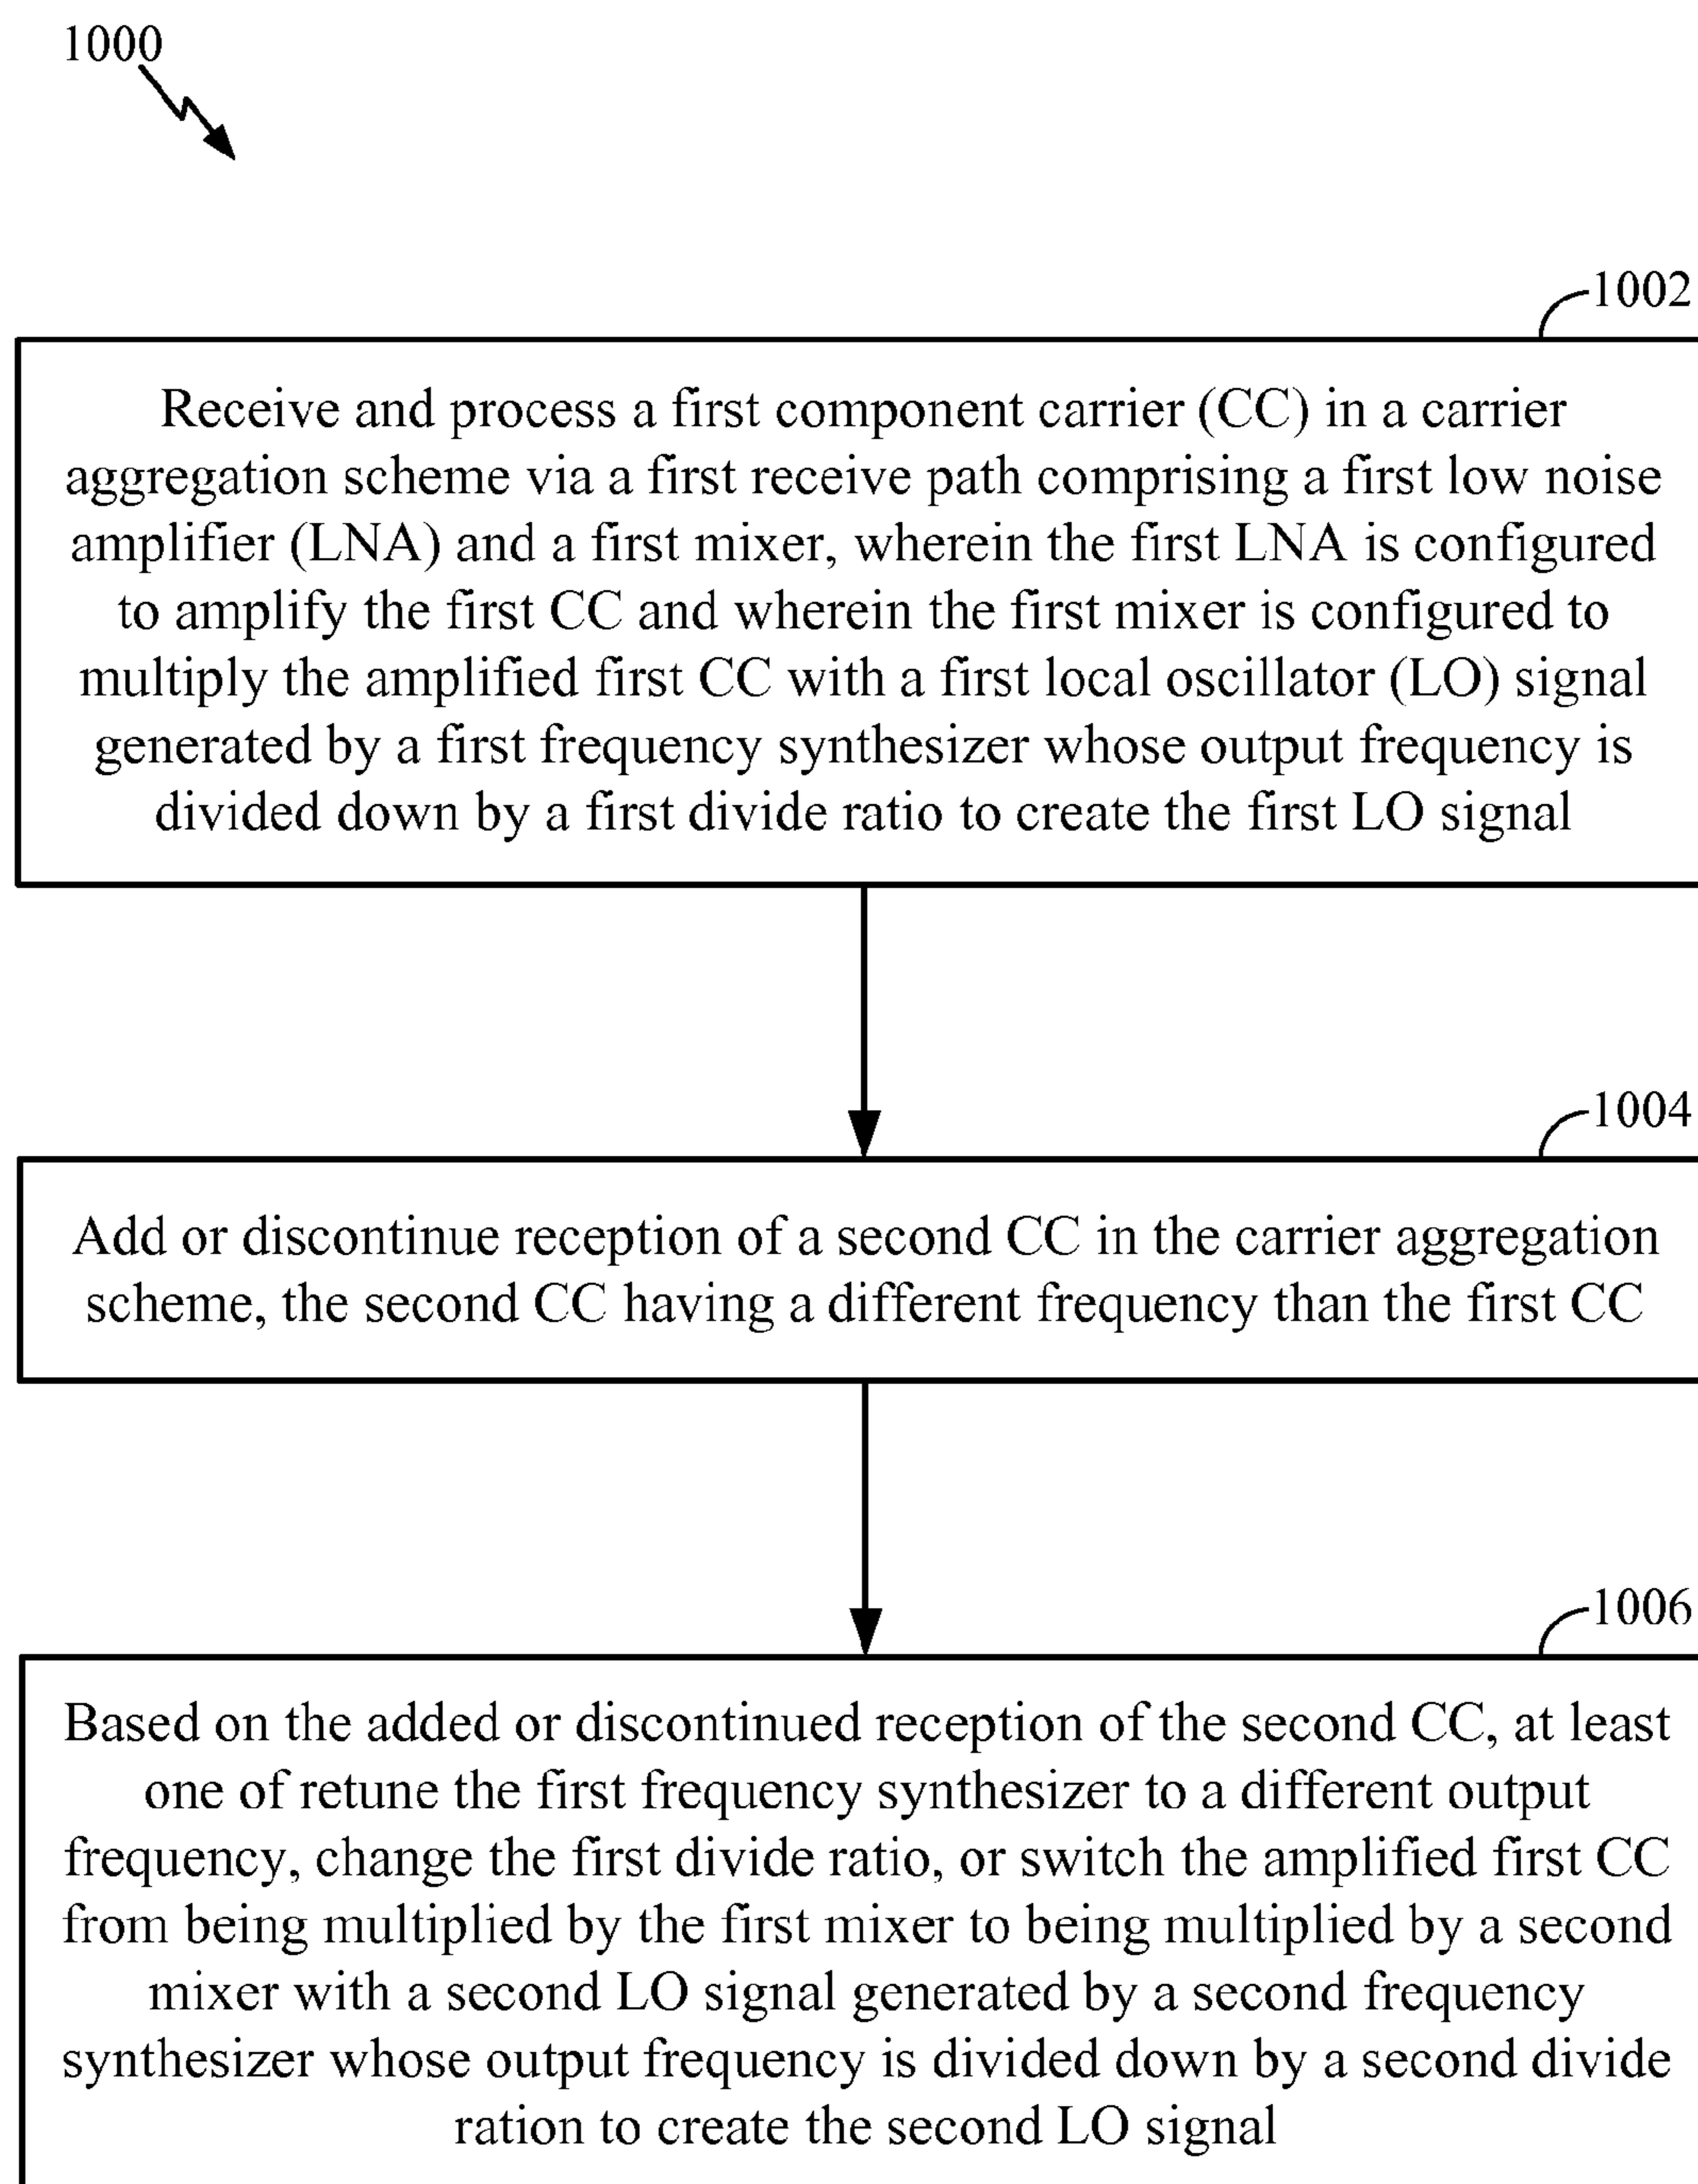 1000
1002
Receive and process a first component carrier (CC) in a carrier
aggregation scheme via a first receive path comprising a first low noise
amplifier (LNA) and a first mixer, wherein the first LNA is configured
to amplify the first CC and wherein the first mixer is configured to
multiply the amplified first CC with a first local oscillator (LO) signal
generated by a first frequency synthesizer whose output frequency is
divided down by a first divide ratio to create the first LO signal
1004
Add or discontinue reception of a second CC in the carrier aggregation
scheme, the second CC having a different frequency than the first CC
1006
Based on the added or discontinued reception of the second CC, at least
one of retune the first frequency synthesizer to a different output
frequency, change the first divide ratio, or switch the amplified first CC
from being multiplied by the first mixer to being multiplied by a second
mixer with a second LO signal generated by a second frequency
synthesizer whose output frequency is divided down by a second divide
ration to create the second LO signal